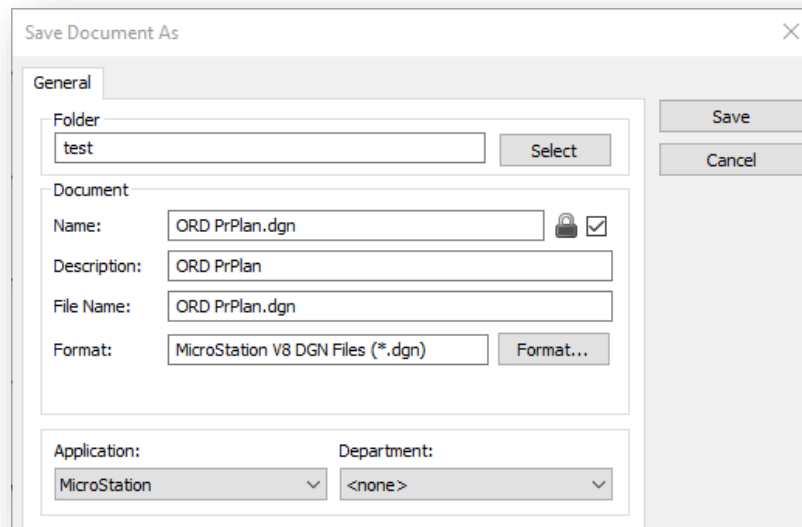 Save Document As
General
Folder
test
Select
Save
Cancel
Document
Name:
ORD PrPlan.dgn
Description:
ORD PrPlan
File Name:
ORD PrPlan.dgn
Format:
MicroStation V8 DGN Files (*.dgn)
Format...
Application:
Department:
MicroStation
<none>